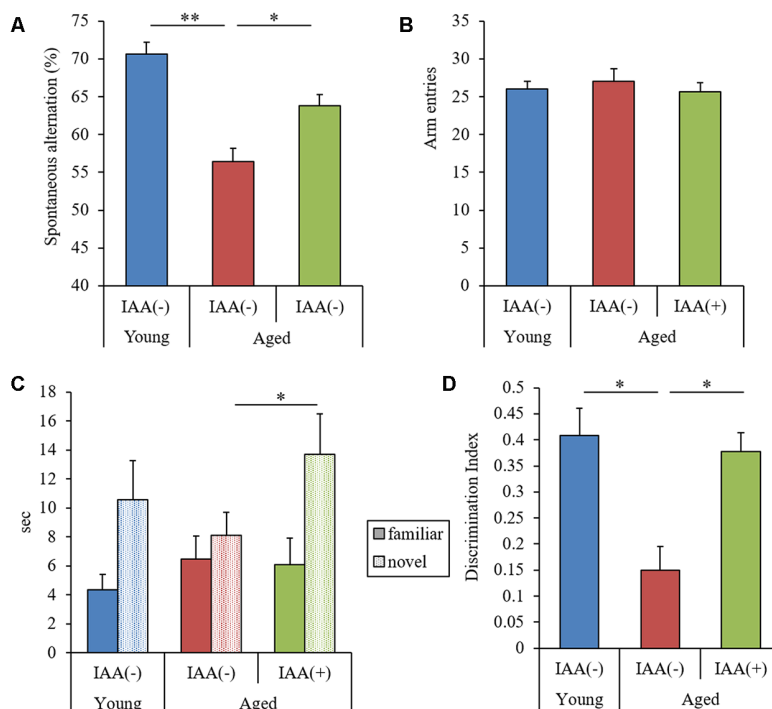 A
75
70
65
60
55
50
45
40
Spontaneous alternation (%)
** *
IAA(-) IAA(-) IAA(-)
Young Aged
B
35
30
25
20
15
10
5
0
Arm entries
IAA(-) IAA(-) IAA(+)
Young Aged
C
18
16
14
12
10
8
6
4
2
0
sec
*
IAA(-) IAA(-) IAA(+)
Young Aged
familiar
novel
D
0.5
0.45
0.4
0.35
0.3
0.25
0.2
0.15
0.1
0.05
0
Discrimination Index
* *
IAA(-) IAA(-) IAA(+)
Young Aged